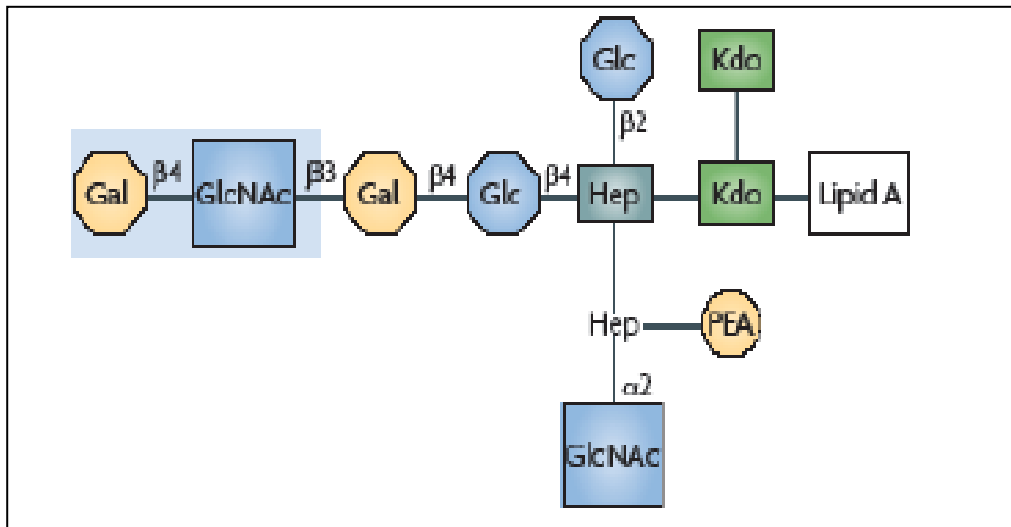 Glc Kdo
β2
Gal β4 GlcNAc β3 Gal β4 Glc β4 Hep Kdo Lipid A
Hep PEA
α2
GlcNAc